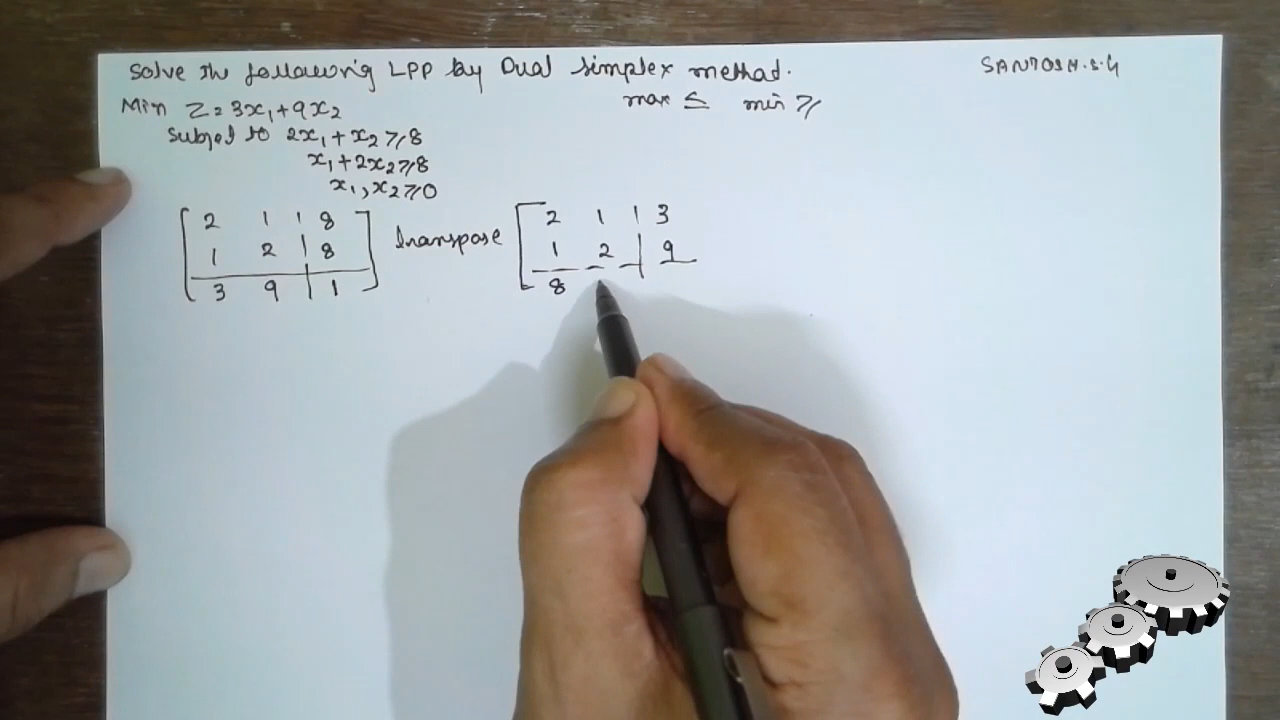 Solve the following LPP by Dual simplex method.
SANTOSH.S.G
Min Z = 3x₁ + 9x₂
max ≤ min ≥
Subject to 2x₁ + x₂ ≥ 8
x₁ + 2x₂ ≥ 8
x₁, x₂ ≥ 0
2 1 | 8 Transpose 2 1 | 3
1 2 | 8 1 2 | 9
3 9 | 1 8